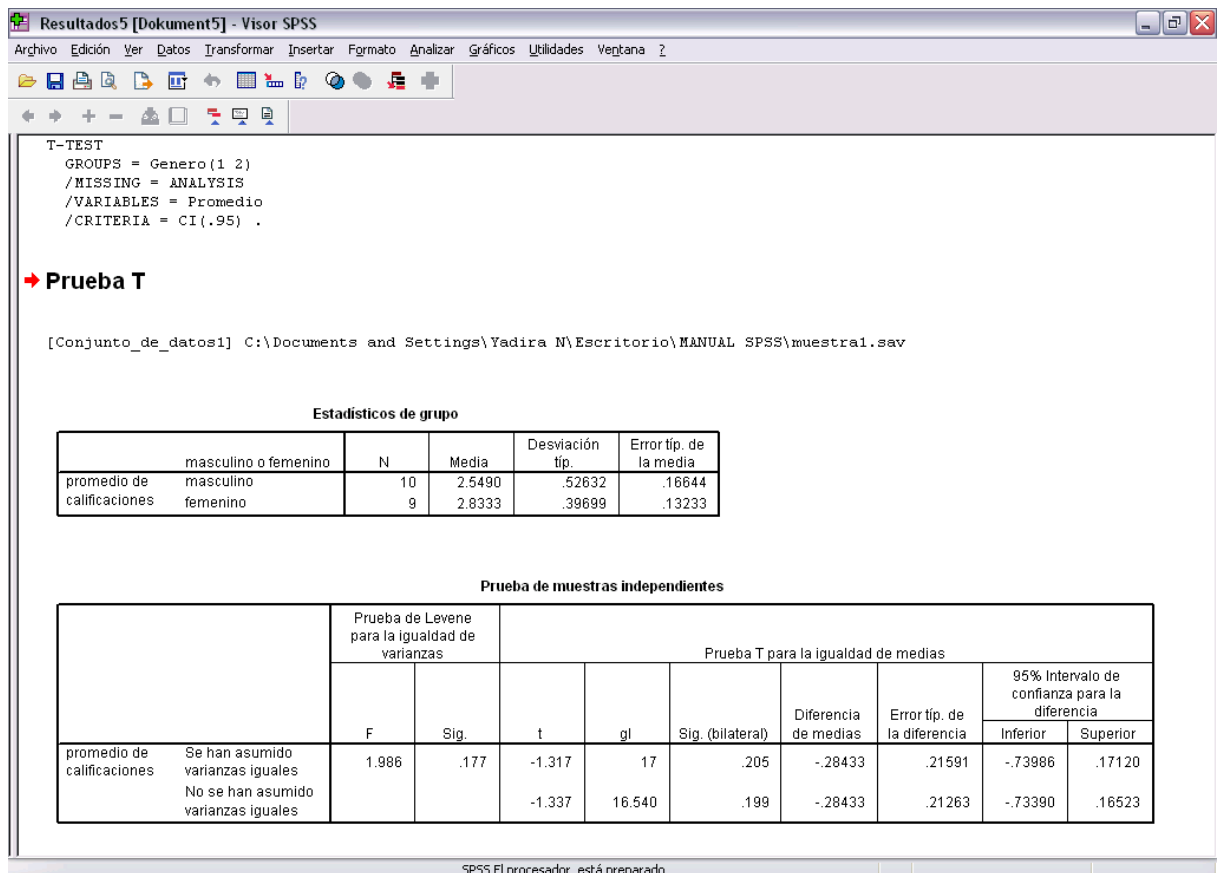 Resultados5 [Dokument5] - Visor SPSS
Archivo Edición Ver Datos Transformar Insertar Formato Analizar Gráficos Utilidades Ventana ?
T-TEST
GROUPS = Genero(1 2)
/MISSING = ANALYSIS
/VARIABLES = Promedio
/CRITERIA = CI(.95) .
Prueba T
[Conjunto_de_datos1] C:\Documents and Settings\Yadira N\Escritorio\MANUAL SPSS\muestra1.sav
Estadísticos de grupo
masculino o femenino N Media Desviación típ. Error típ. de la media
promedio de calificaciones masculino 10 2.5490 .52632 .16644
femenino 9 2.8333 .39699 .13233
Prueba de muestras independientes
Prueba de Levene para la igualdad de varianzas Prueba T para la igualdad de medias
F Sig. t gl Sig. (bilateral) Diferencia de medias Error típ. de la diferencia 95% Intervalo de confianza para la diferencia
Inferior Superior
promedio de calificaciones Se han asumido varianzas iguales 1.986 .177 -1.317 17 .205 -.28433 .21591 -.73986 .17120
No se han asumido varianzas iguales -1.337 16.540 .199 -.28433 .21263 -.73390 .16523
SPSS El procesador está preparado